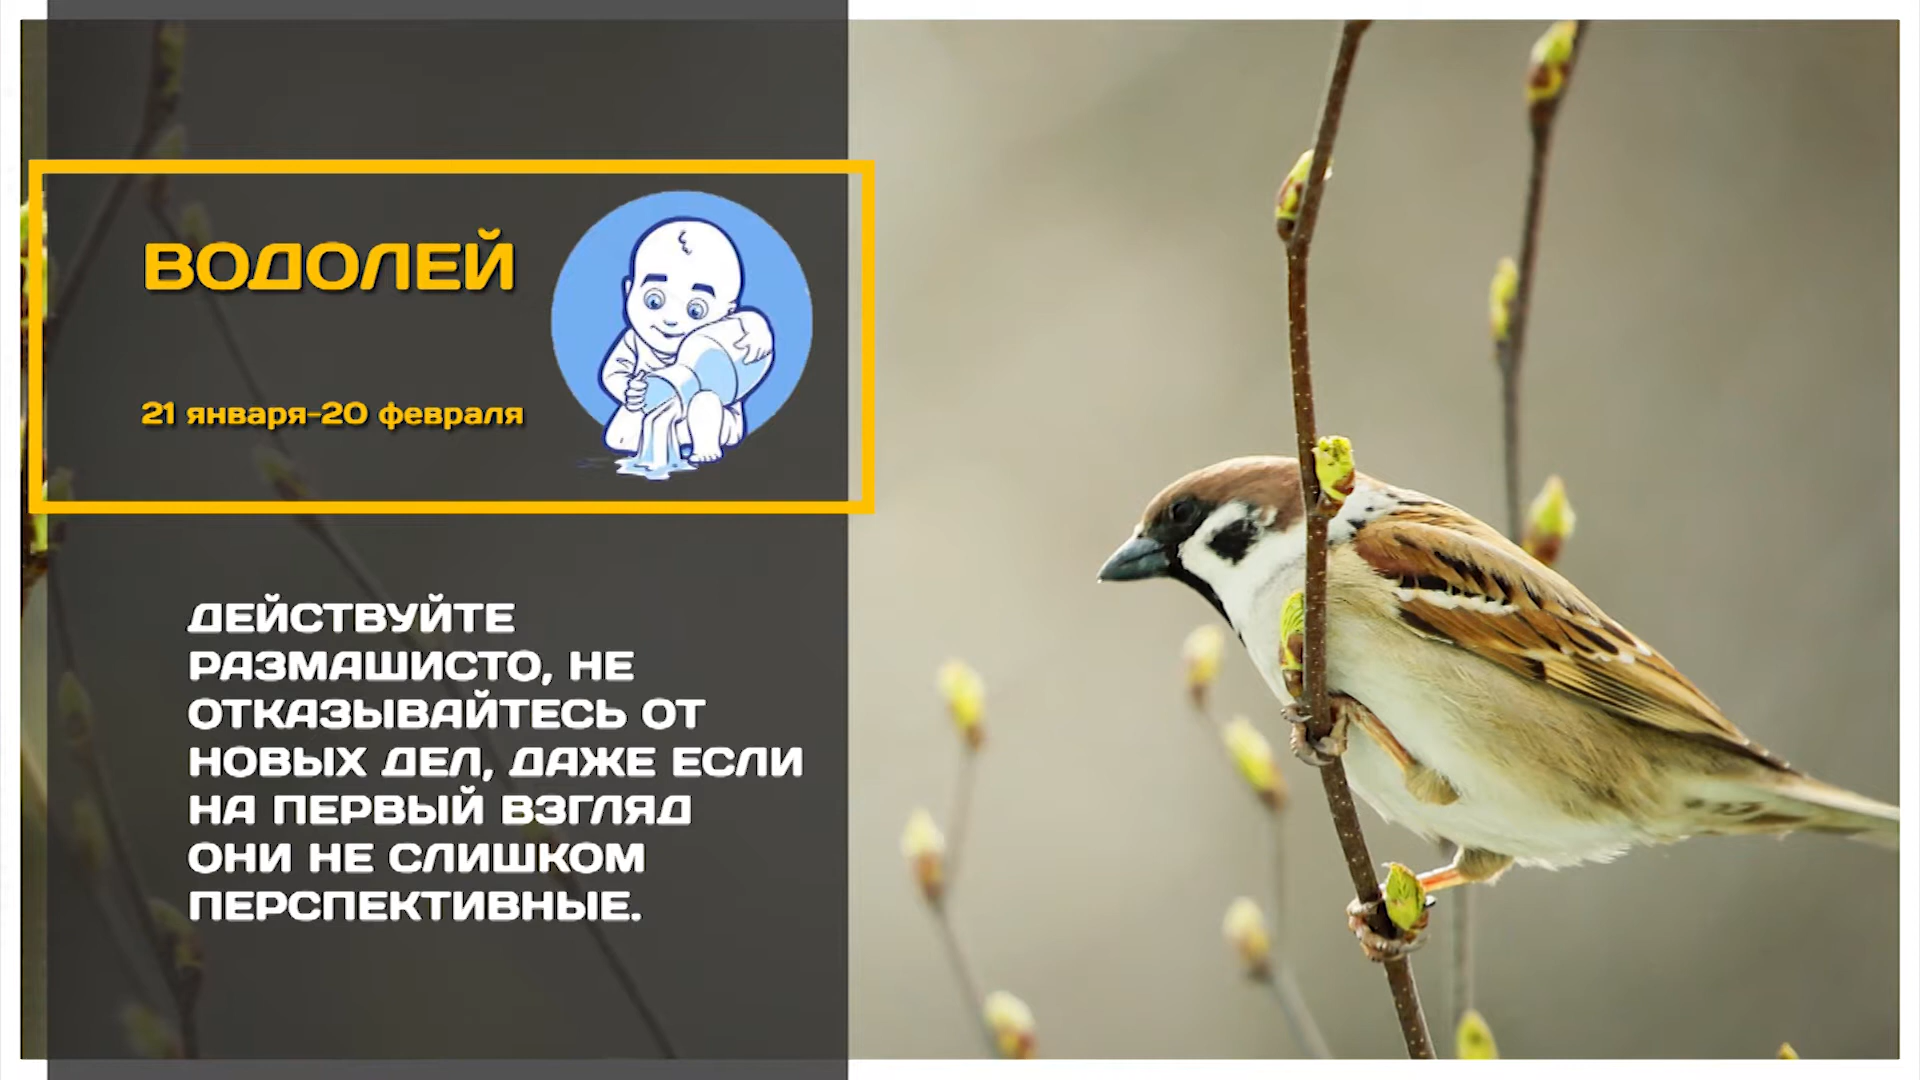 ВОДОЛЕЙ
21 января-20 февраля
ДЕЙСТВУЙТЕ
РАЗМАШИСТО, НЕ
ОТКАЗЫВАЙТЕСЬ ОТ
НОВЫХ ДЕЛ, ДАЖЕ ЕСЛИ
НА ПЕРВЫЙ ВЗГЛЯД
ОНИ НЕ СЛИШКОМ
ПЕРСПЕКТИВНЫЕ.